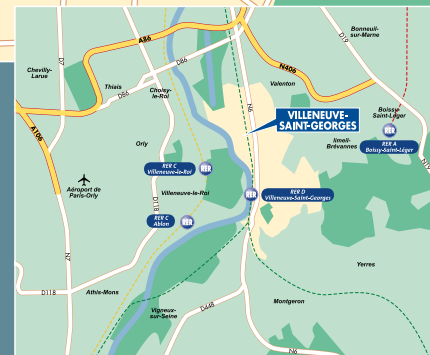 Bonneuil-
sur-Marne
D19
A86
D7
D86
N406
Chevilly-
Larue
Thiais
D86
Choisy-
le-Roi
Valenton
N6
Boissy-
Saint-Léger
VILLENEUVE-
SAINT-GEORGES
A106
RER
Orly
limeil-
Brévannes
RER A
Boissy-Saint-Léger
N19
RER C
Villeneuve-le-Roi
RER
Aéroport de
Paris-Orly
Villeneuve-le-Roi
RER
RER D
Villeneuve-Saint-Georges
D118
RER C
Ablon
RER
N7
Yerres
D118
Athis-Mons
Vigneux-
sur-Seine
D448
Montgeron
N6